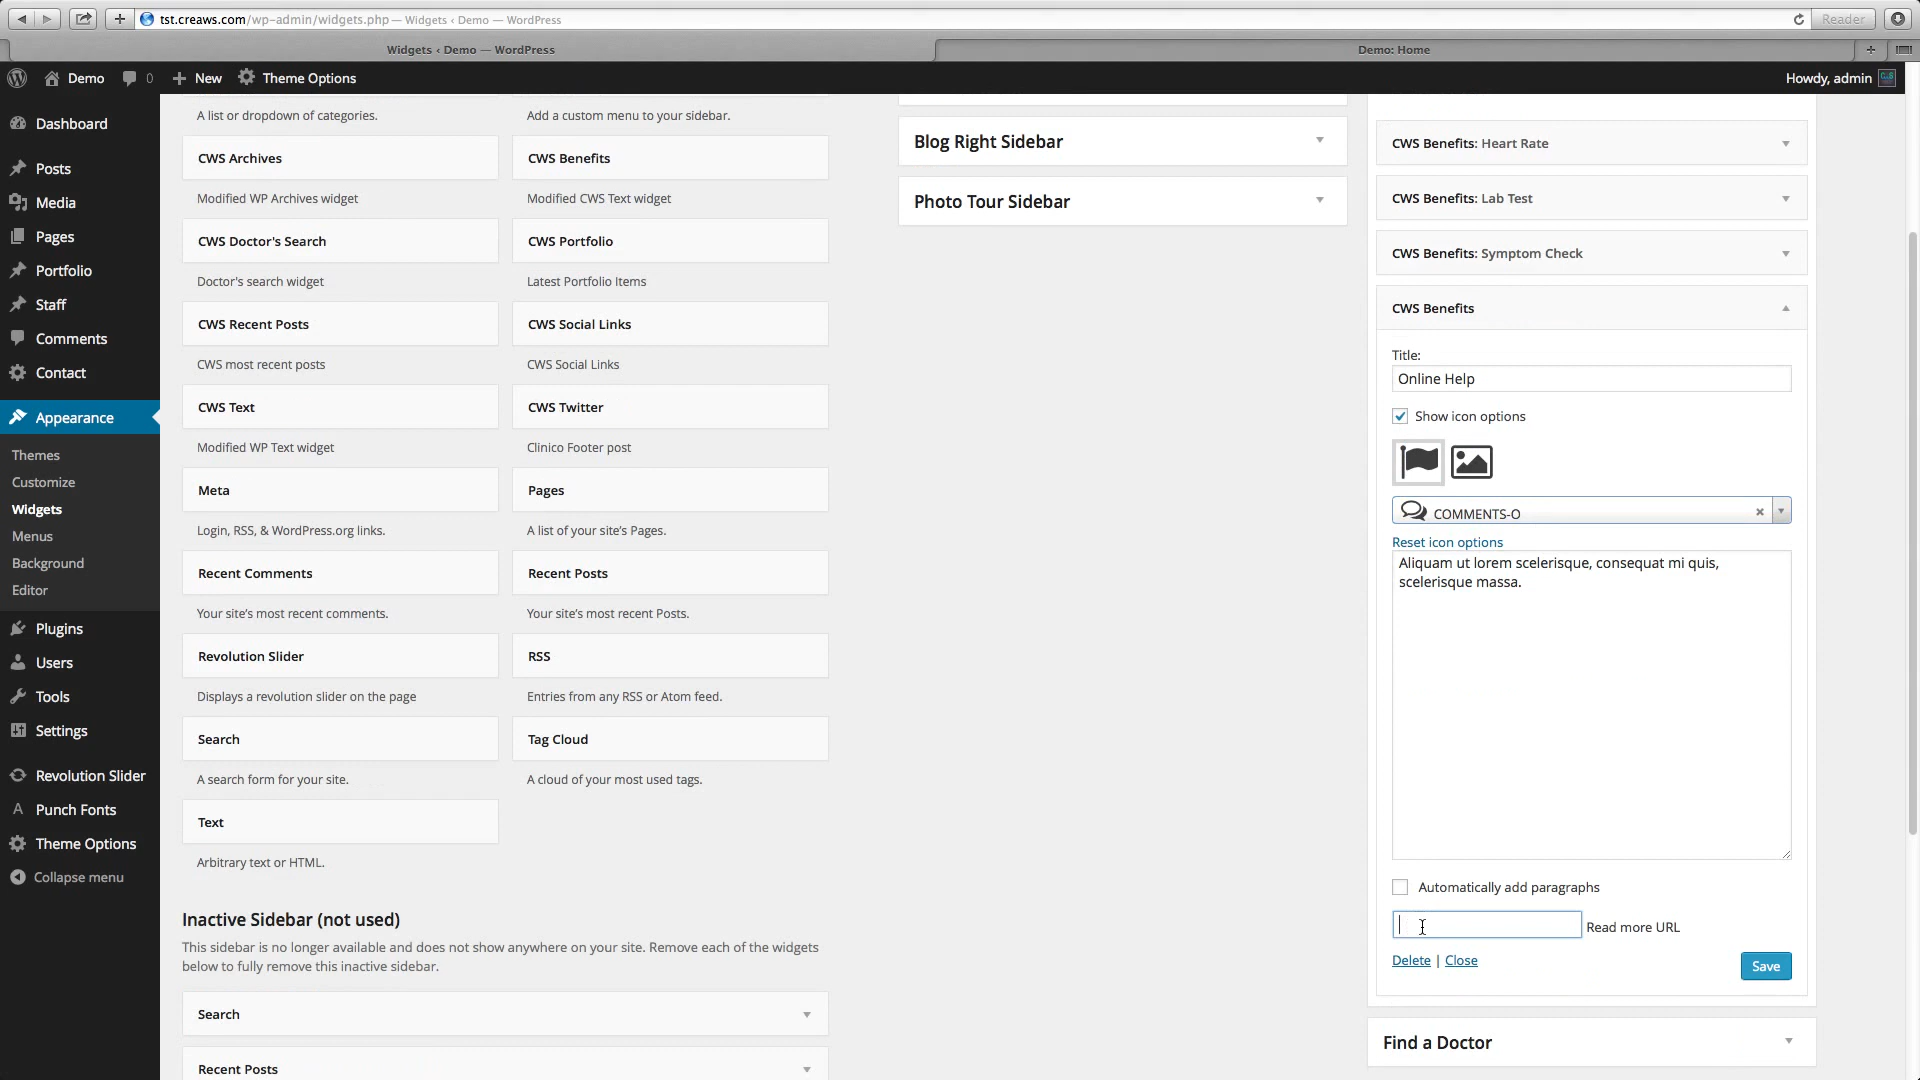 tst.creaws.com/wp-admin/widgets.php — Widgets ‹ Demo — WordPress
Reader
Widgets ‹ Demo — WordPress
Demo: Home
Demo
0
New
Theme Options
Howdy, admin
Dashboard
Posts
Media
Pages
Portfolio
Staff
Comments
Contact
Appearance
Themes
Customize
Widgets
Menus
Background
Editor
Plugins
Users
Tools
Settings
Revolution Slider
Punch Fonts
Theme Options
Collapse menu
A list or dropdown of categories.
Add a custom menu to your sidebar.
CWS Archives
CWS Benefits
Modified WP Archives widget
Modified CWS Text widget
CWS Doctor's Search
CWS Portfolio
Doctor's search widget
Latest Portfolio Items
CWS Recent Posts
CWS Social Links
CWS most recent posts
CWS Social Links
CWS Text
CWS Twitter
Modified WP Text widget
Clinico Footer post
Meta
Pages
Login, RSS, & WordPress.org links.
A list of your site's Pages.
Recent Comments
Recent Posts
Your site's most recent comments.
Your site's most recent Posts.
Revolution Slider
RSS
Displays a revolution slider on the page
Entries from any RSS or Atom feed.
Search
Tag Cloud
A search form for your site.
A cloud of your most used tags.
Text
Arbitrary text or HTML.
Inactive Sidebar (not used)
This sidebar is no longer available and does not show anywhere on your site. Remove each of the widgets
below to fully remove this inactive sidebar.
Search
Recent Posts
Blog Right Sidebar
Photo Tour Sidebar
CWS Benefits: Heart Rate
CWS Benefits: Lab Test
CWS Benefits: Symptom Check
CWS Benefits
Title:
Online Help
Show icon options
COMMENTS-O
Reset icon options
Aliquam ut lorem scelerisque, consequat mi quis,
scelerisque massa.
Automatically add paragraphs
Read more URL
Delete | Close
Save
Find a Doctor